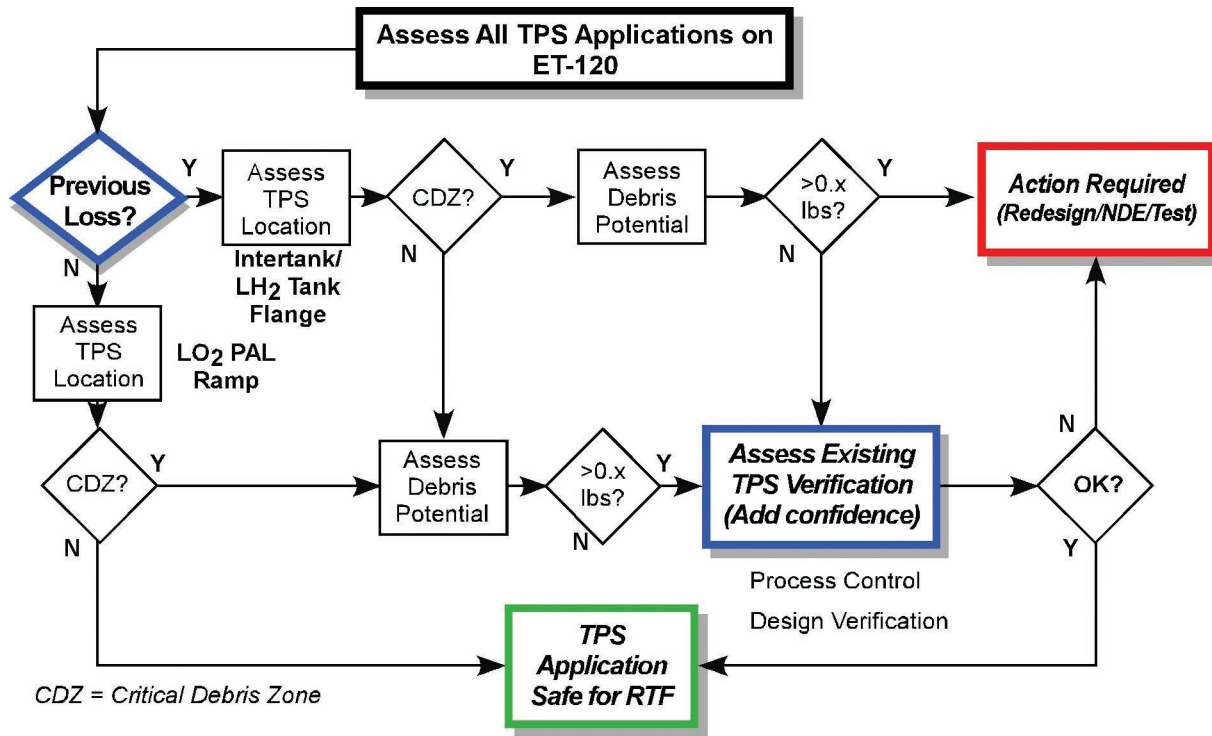 Assess All TPS Applications on
ET-120
Previous
Loss?
Y
N
Assess
TPS
Location
Intertank/
LH2 Tank
Flange
CDZ?
Y
N
Assess
Debris
Potential
>0.x
lbs?
Y
N
Action Required
(Redesign/NDE/Test)
Assess
TPS
Location
LO2 PAL
Ramp
CDZ?
Y
N
Assess
Debris
Potential
>0.x
lbs?
Y
N
Assess Existing
TPS Verification
(Add confidence)
Process Control
Design Verification
OK?
N
Y
TPS
Application
Safe for RTF
CDZ = Critical Debris Zone